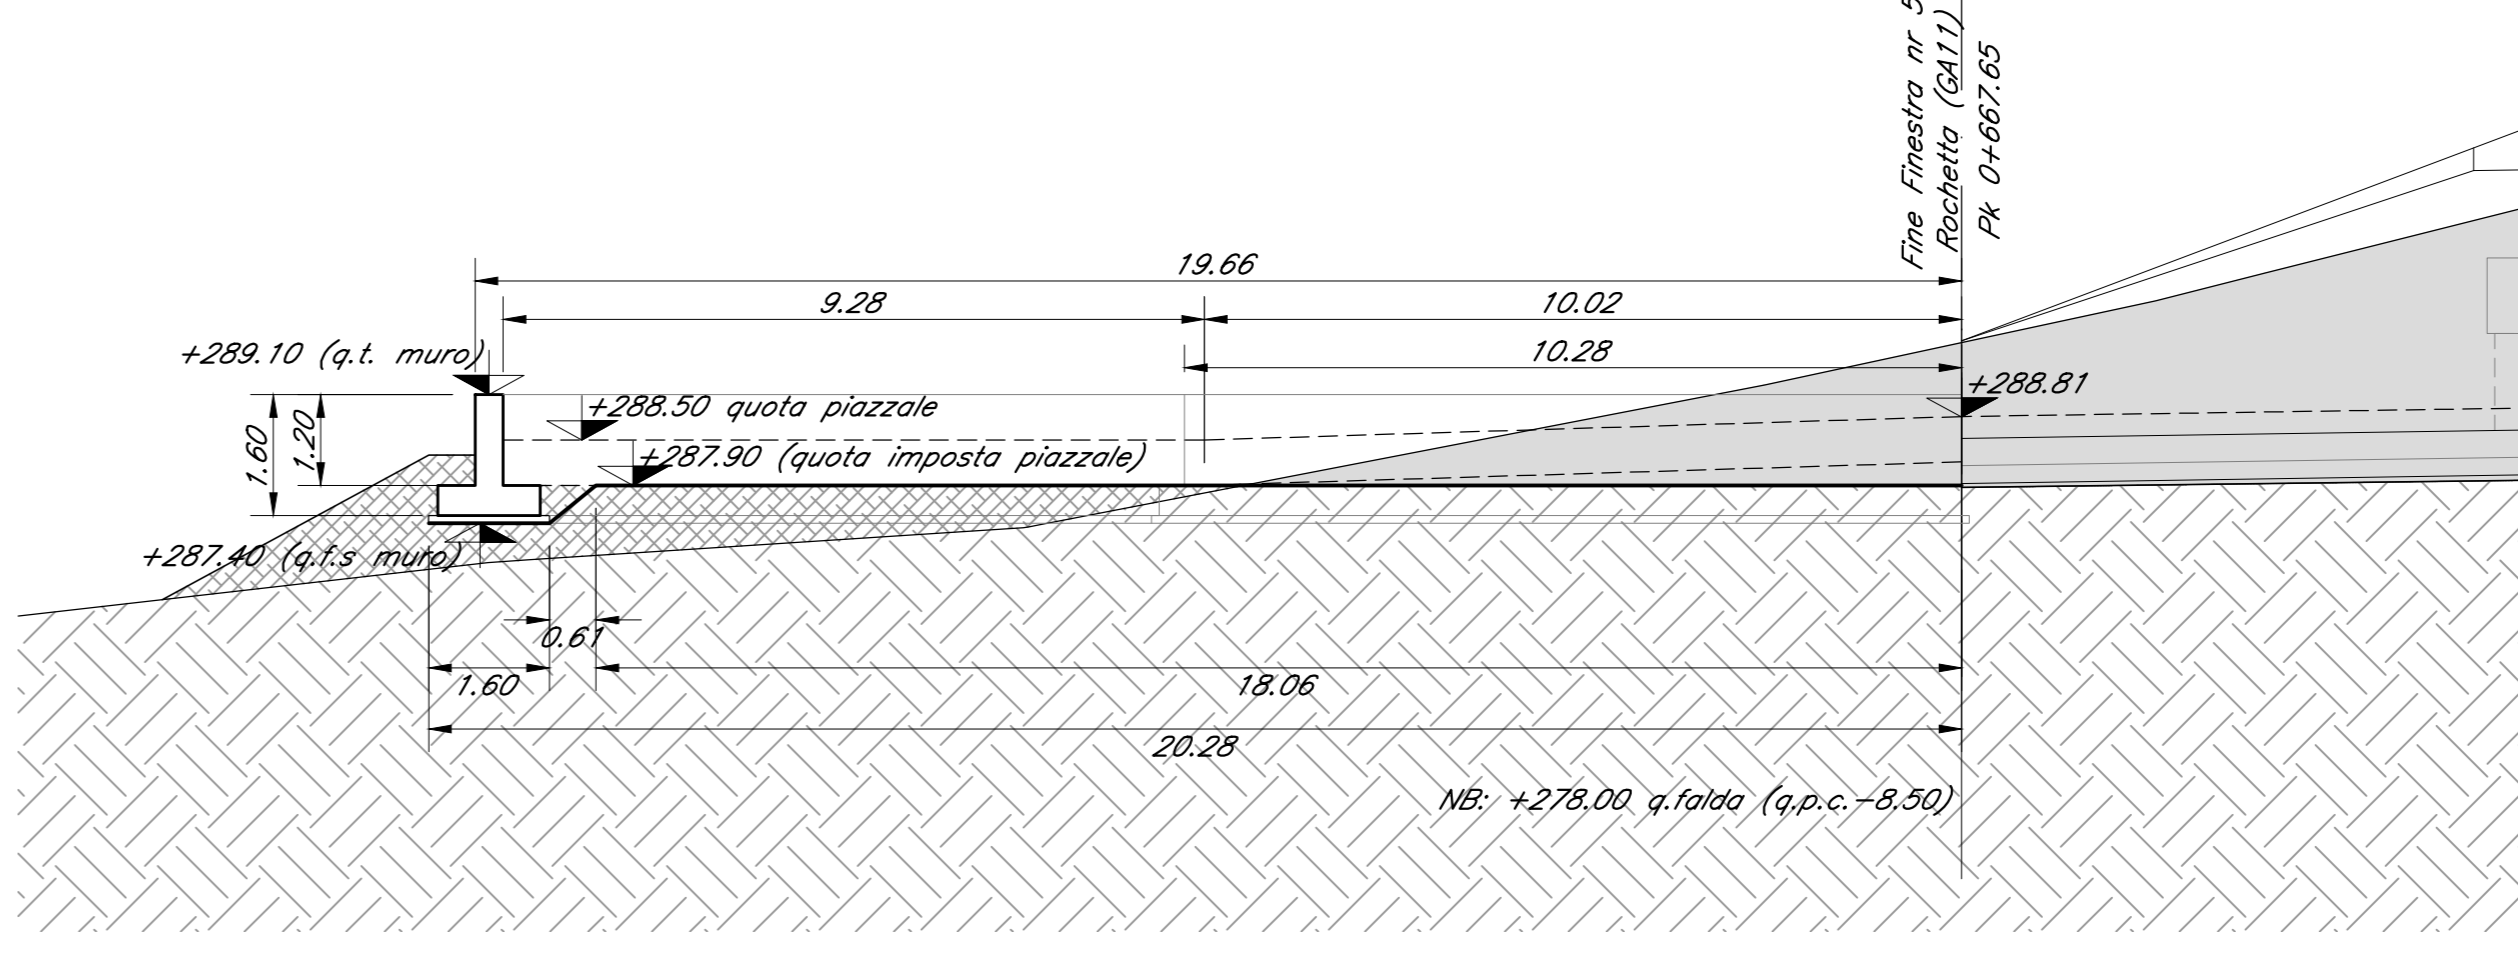 Fine Finestra nr 5
Rochetta (GA11)
Pk 0+667.65
19.66
9.28
10.02
10.28
+289.10 (q.t. muro)
+288.81
+288.50 quota piazzale
1.60
1.20
+287.90 (quota imposta piazzale)
+287.40 (q.f.s muro)
0.61
1.60
18.06
20.28
NB: +278.00 q.falda (q.p.c.-8.50)